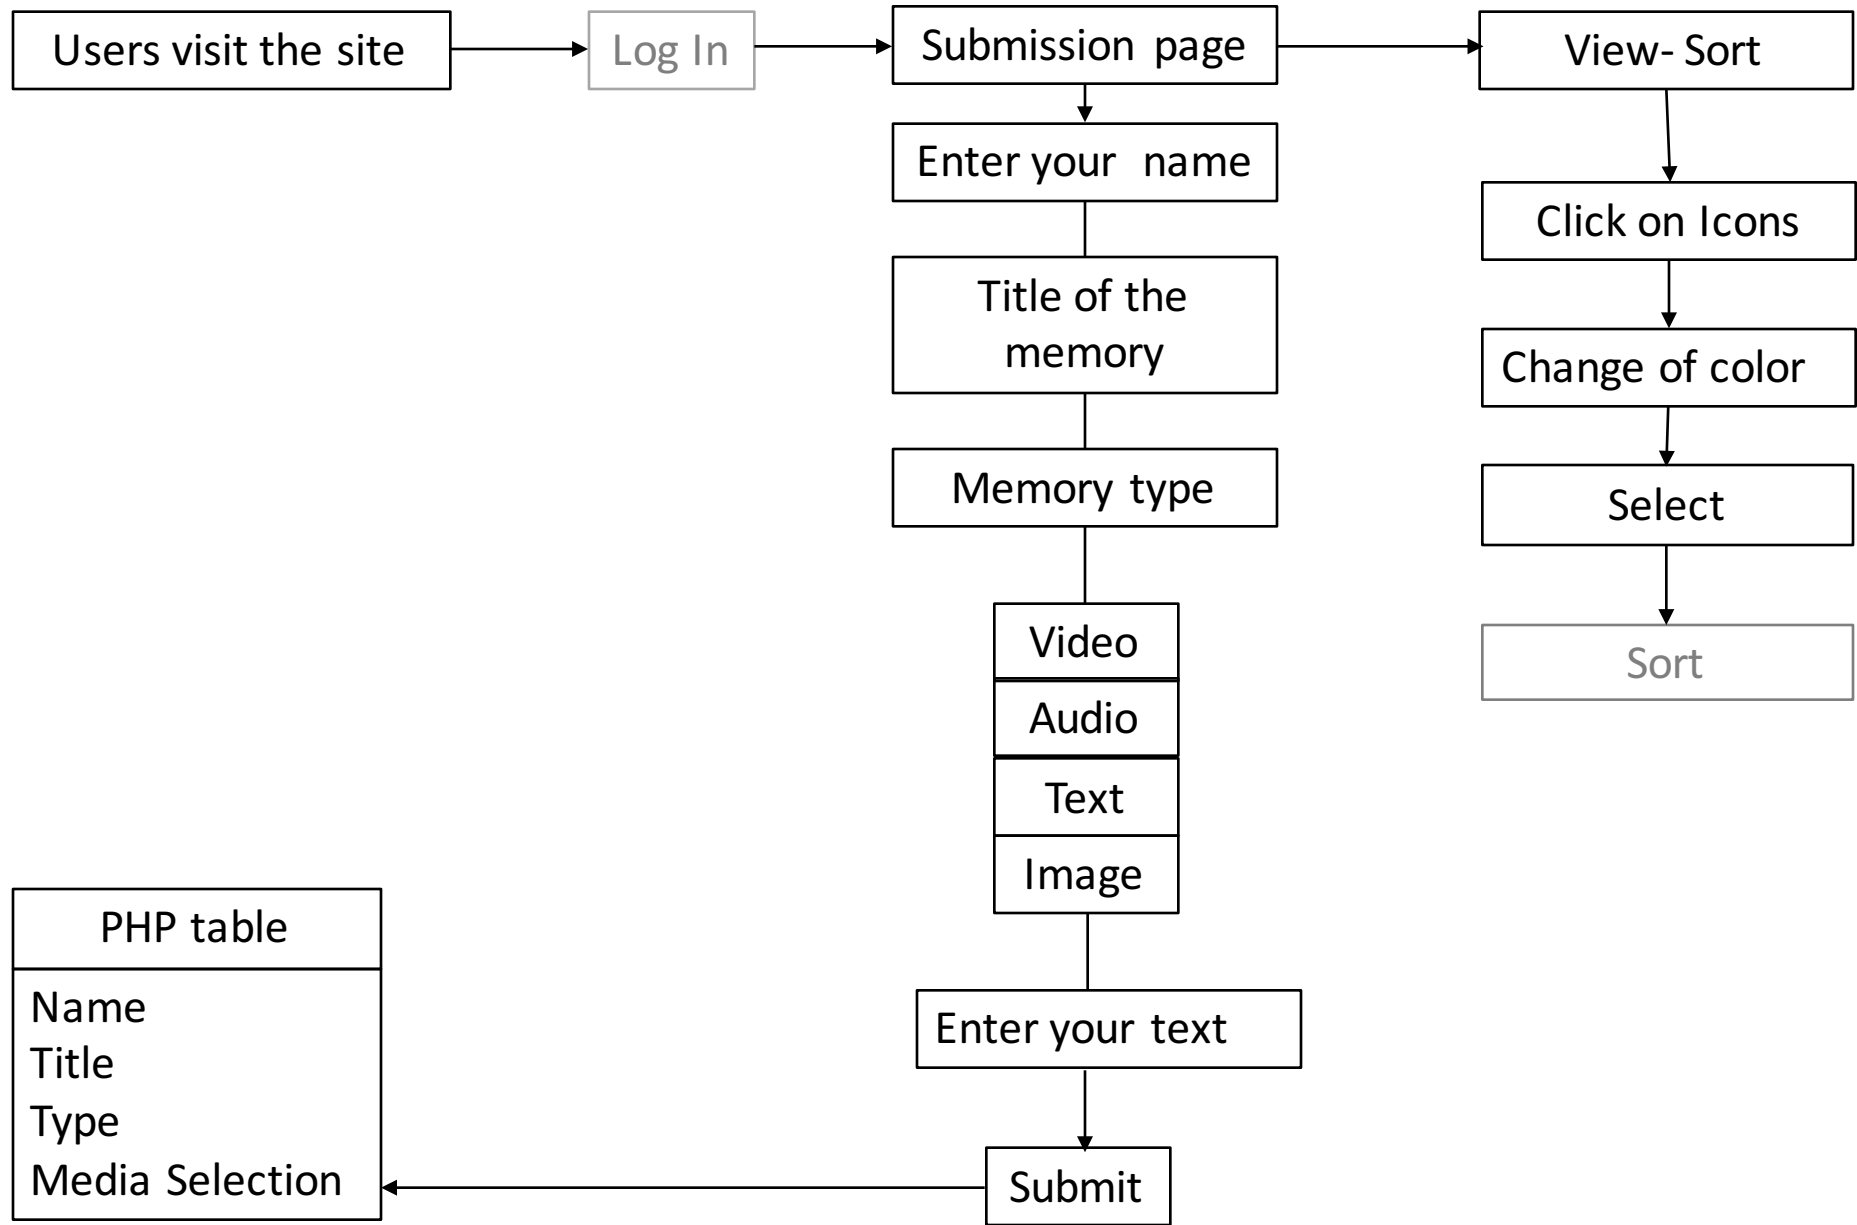 Users visit the site
Log In
Submission page
View- Sort
Enter your name
Click on Icons
Title of the
memory
Change of color
Memory type
Select
Video
Sort
Audio
Text
Image
PHP table
Name
Title
Type
Media Selection
Enter your text
Submit